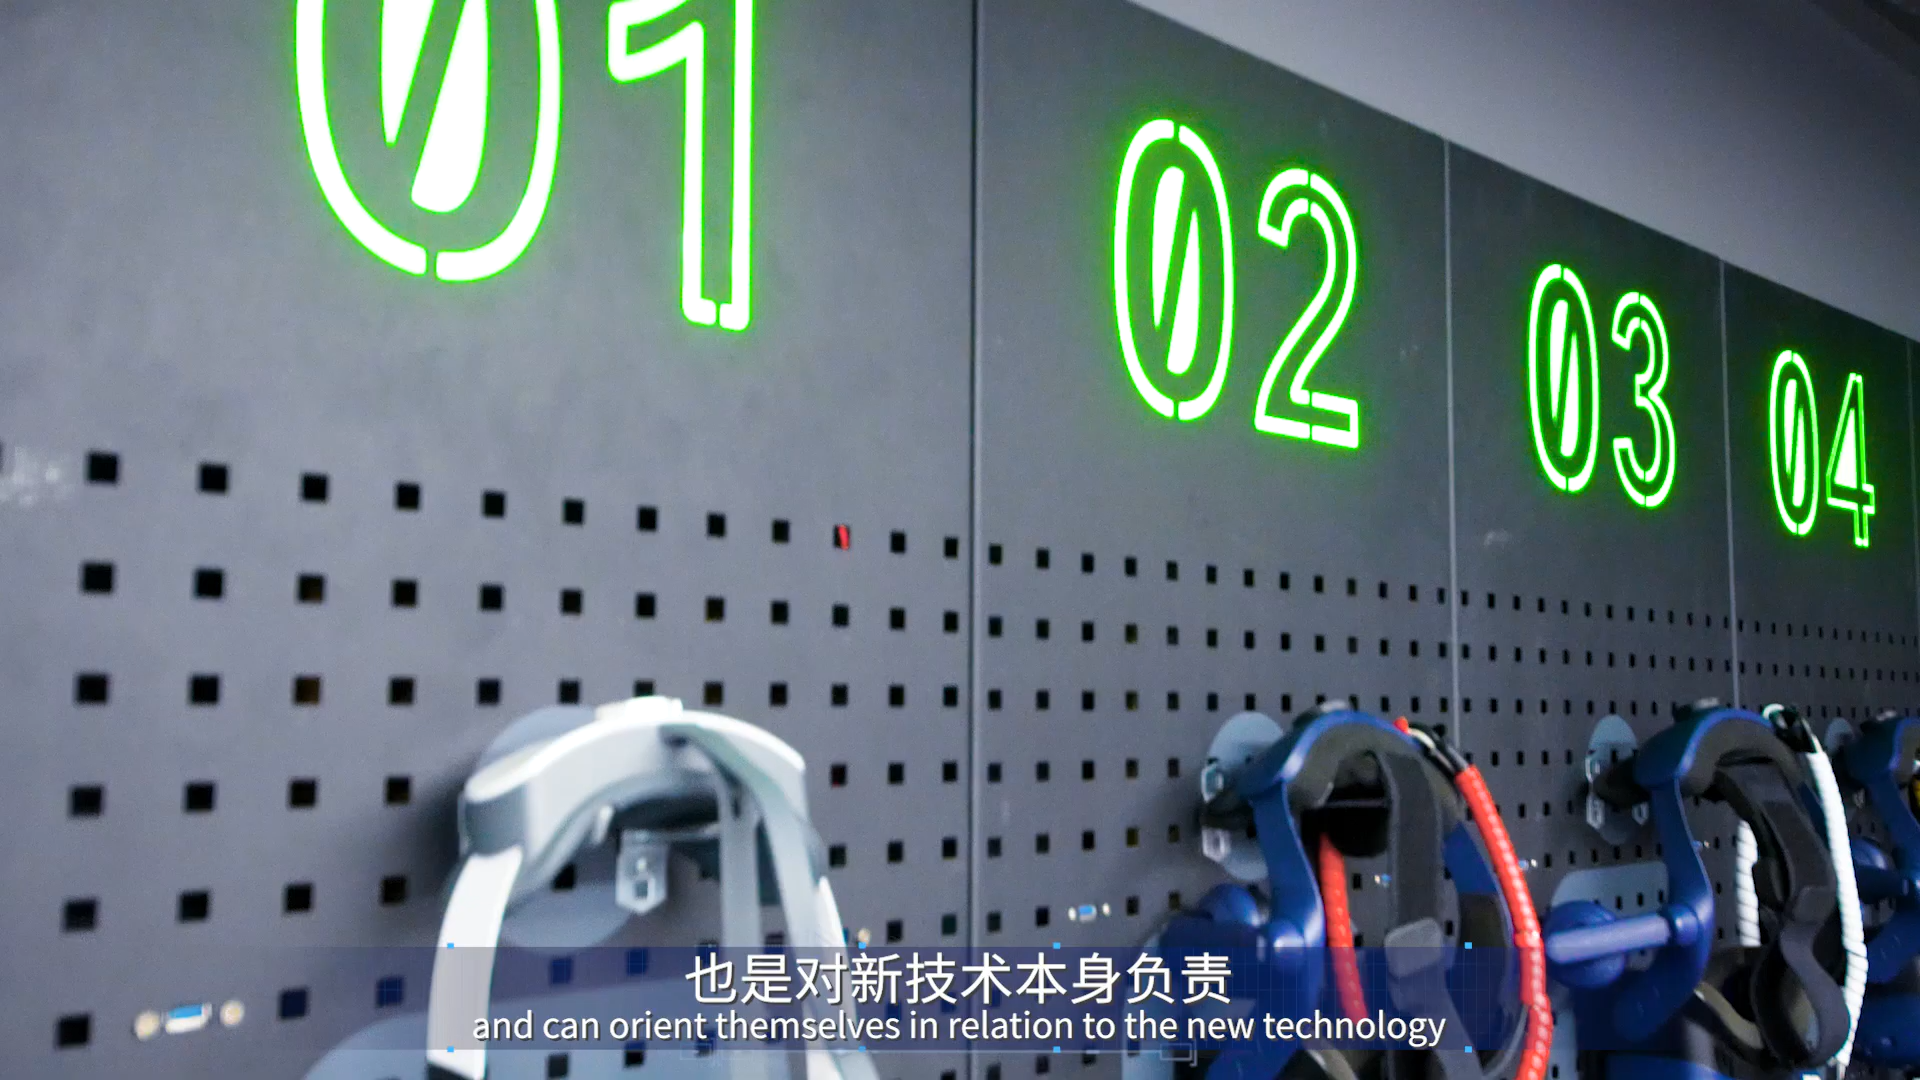 01
02
03
04
也是对新技术本身负责
and can orient themselves in relation to the new technology